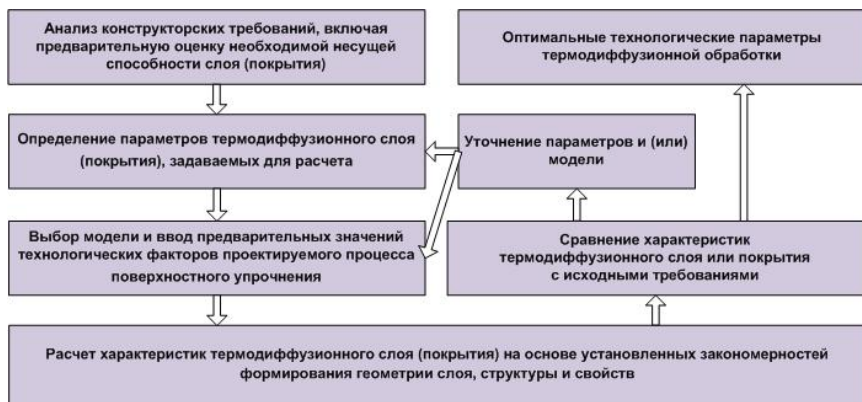 Анализ конструкторских требований, включая
предварительную оценку необходимой несущей
способности слоя (покрытия)
Оптимальные технологические параметры
термодиффузионной обработки
Определение параметров термодиффузионного слоя
(покрытия), задаваемых для расчета
Уточнение параметров и (или)
модели
Выбор модели и ввод предварительных значений
технологических факторов проектируемого процесса
поверхностного упрочнения
Сравнение характеристик
термодиффузионного слоя или покрытия
с исходными требованиями
Расчет характеристик термодиффузионного слоя (покрытия) на основе установленных закономерностей
формирования геометрии слоя, структуры и свойств